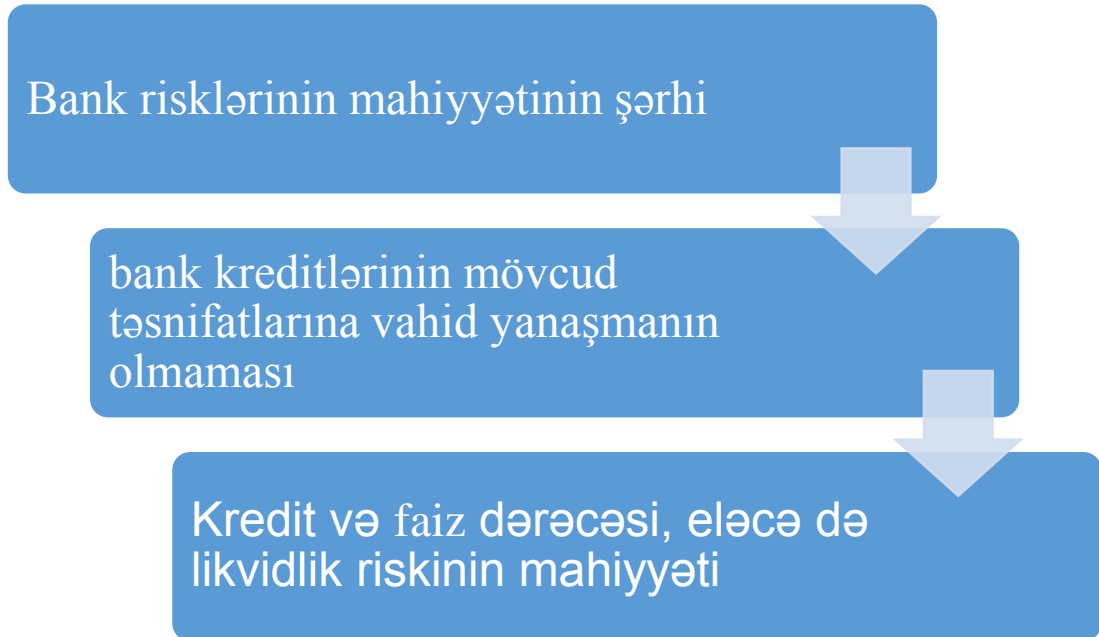 Bank risklərinin mahiyyətinin şərhi
bank kreditlərinin mövcud
təsnifatlarına vahid yanaşmanın
olmaması
Kredit və faiz dərəcəsi, eləcə də
likvidlik riskinin mahiyyəti